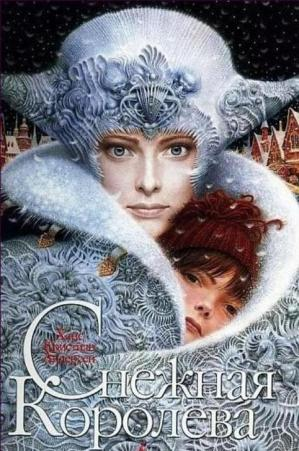 Ханс
Кристиан
Андерсен
Снежная
Королева